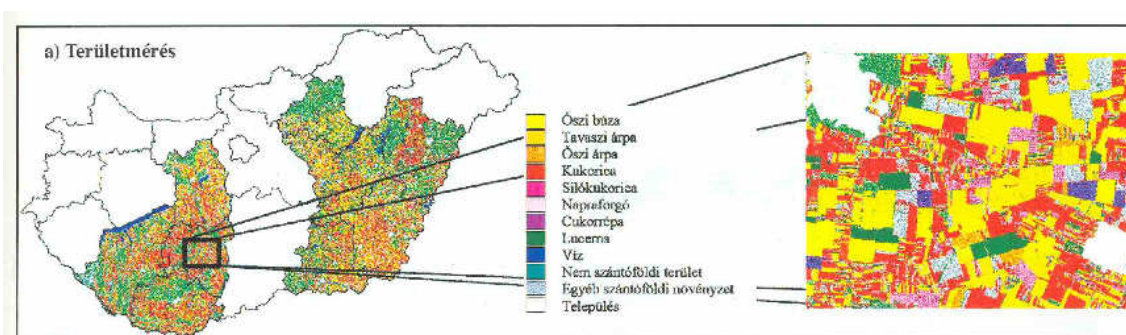 a) Területmérés
Őszi búza
Tavaszi árpa
Őszi árpa
Kukorica
Silókukorica
Napraforgó
Cukorrépa
Lucerna
Víz
Nem szántóföldi terület
Egyéb szántóföldi növényzet
Település